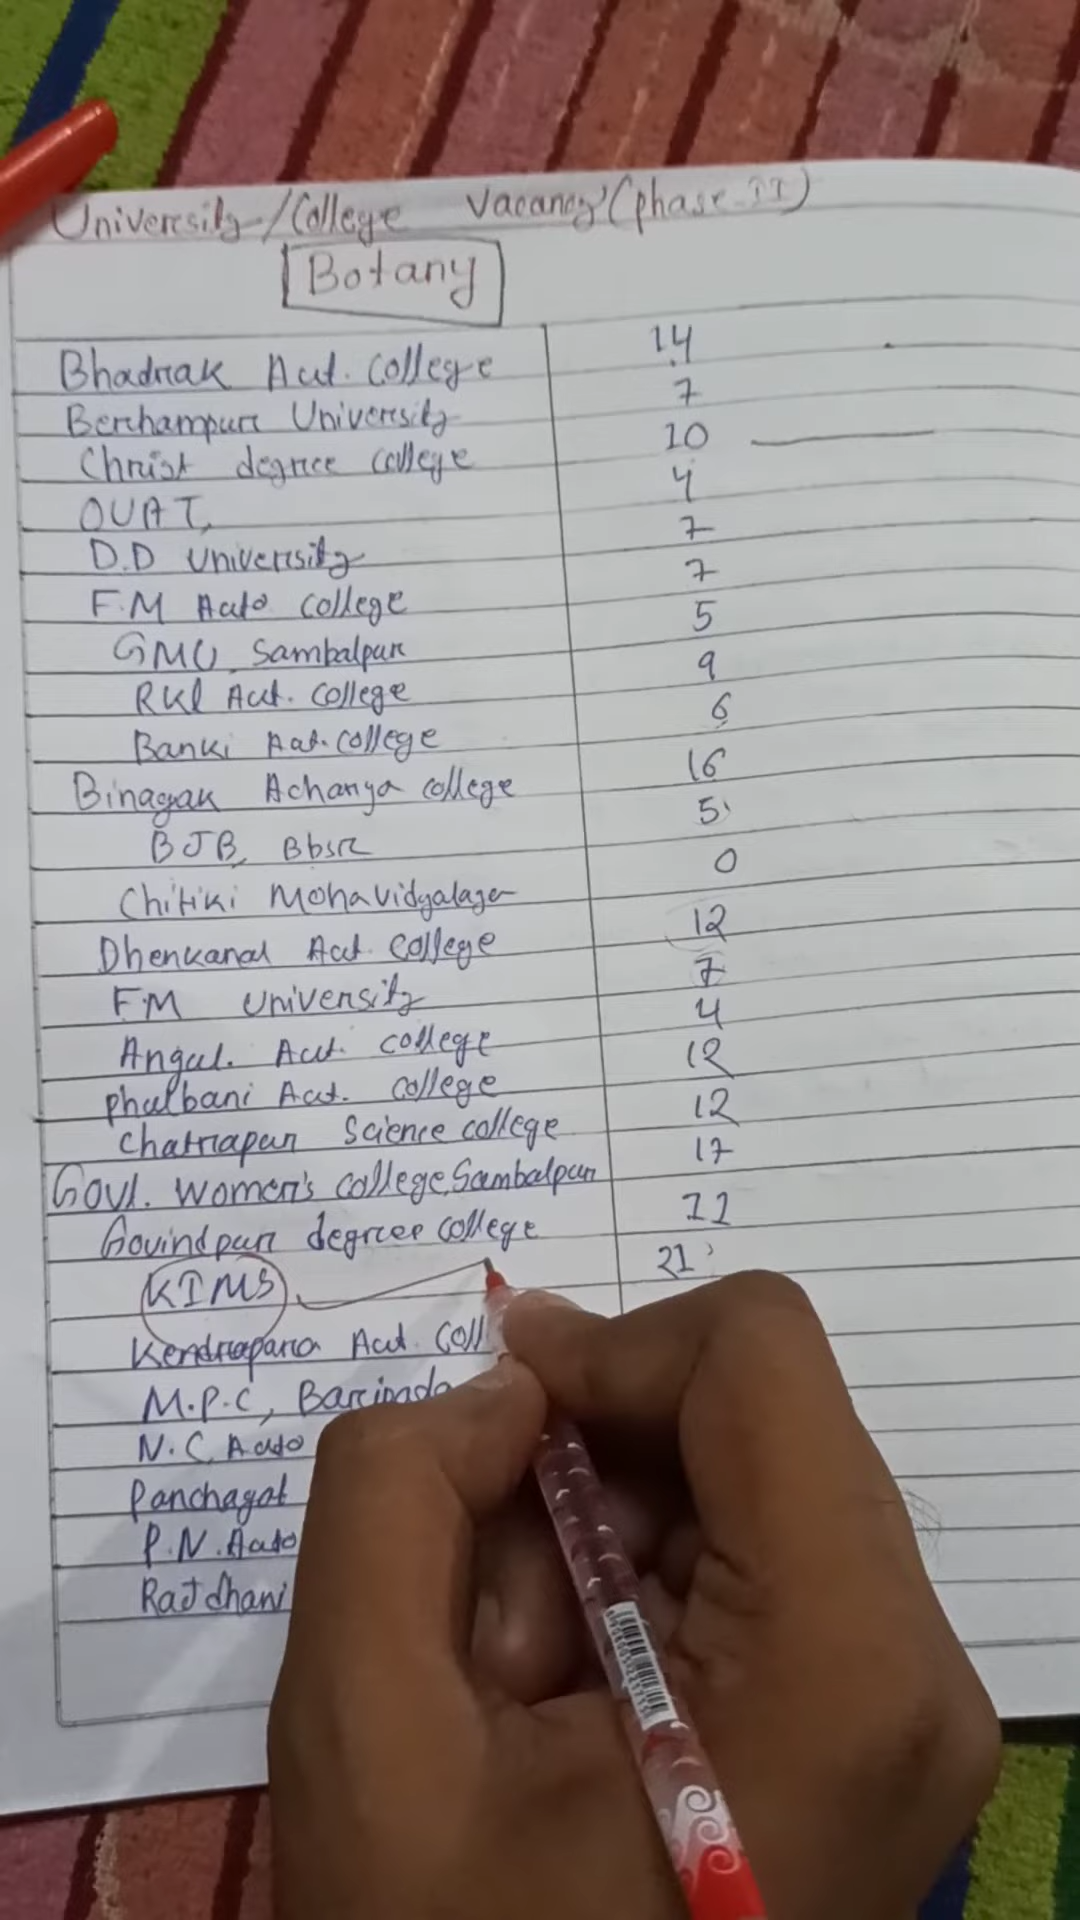 University/College Vacancy (phase-II)
Botany
Bhadrak Aut. College 14
Berhampur University 7
Christ degree college 10
OUAT, 4
D.D University 7
F.M Auto College 7
GMU, Sambalpur 5
RKL Aut. College 9
Banki Aut. College 6
Binayak Acharya college 16
BJB, Bbsr 5
Chitiki Mohavidyalaya 0
Dhenkanal Aut. College 12
F.M University 7
Angul. Aut. college 4
Phulbani Aut. college 12
Chatrapur Science college 12
Govt. Women's college, Sambalpur 17
Govindpur degree college 11
KIMS 21
Kendrapara Aut. Coll
M.P.C, Baripada
N.C, Auto
Panchayat
P.N. Auto
Rajdhani